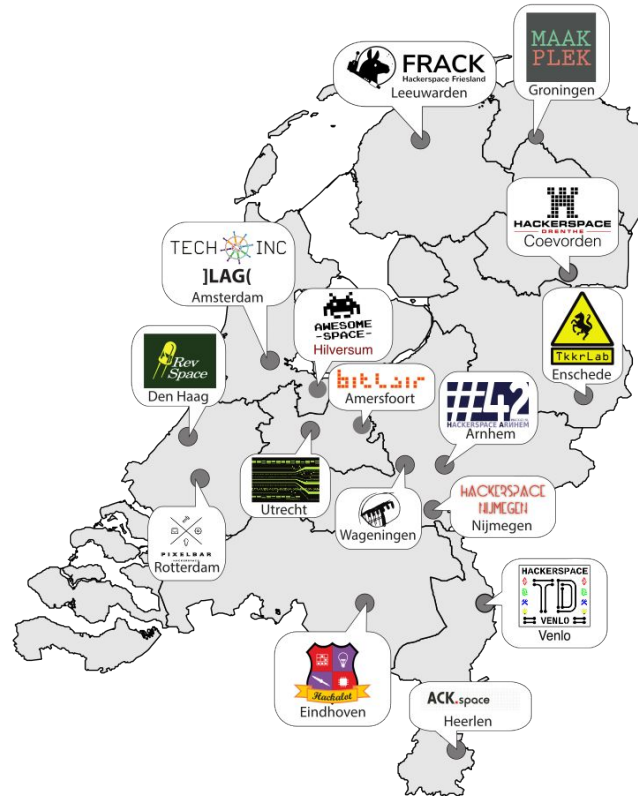 FRACK
Hackerspace Friesland
Leeuwarden
MAAK
PLEK
Groningen
HACKERSPACE
DRENTHE
Coevorden
TECH INC
]LAG(
Amsterdam
AWESOME
-SPACE-
Hilversum
TkkrLab
Enschede
Rev
Space
Den Haag
bitlair
Amersfoort
#42
HACKERSPACE ARNHEM
Arnhem
Utrecht
Wageningen
HACKERSPACE
NIJMEGEN
Nijmegen
PIXELBAR
Rotterdam
HACKERSPACE
TD
VENLO
Venlo
Hackalot
Eindhoven
ACK.space
Heerlen